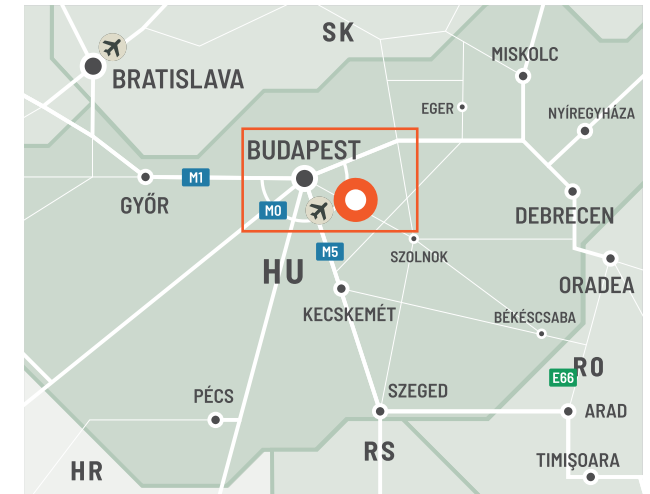 SK
MISKOLC
BRATISLAVA
EGER
NYÍREGYHÁZA
BUDAPEST
M1
GYŐR
M0
DEBRECEN
M5
SZOLNOK
HU
ORADEA
KECSKEMÉT
BÉKÉSCSABA
RO
E66
PÉCS
SZEGED
ARAD
RS
TIMIȘOARA
HR